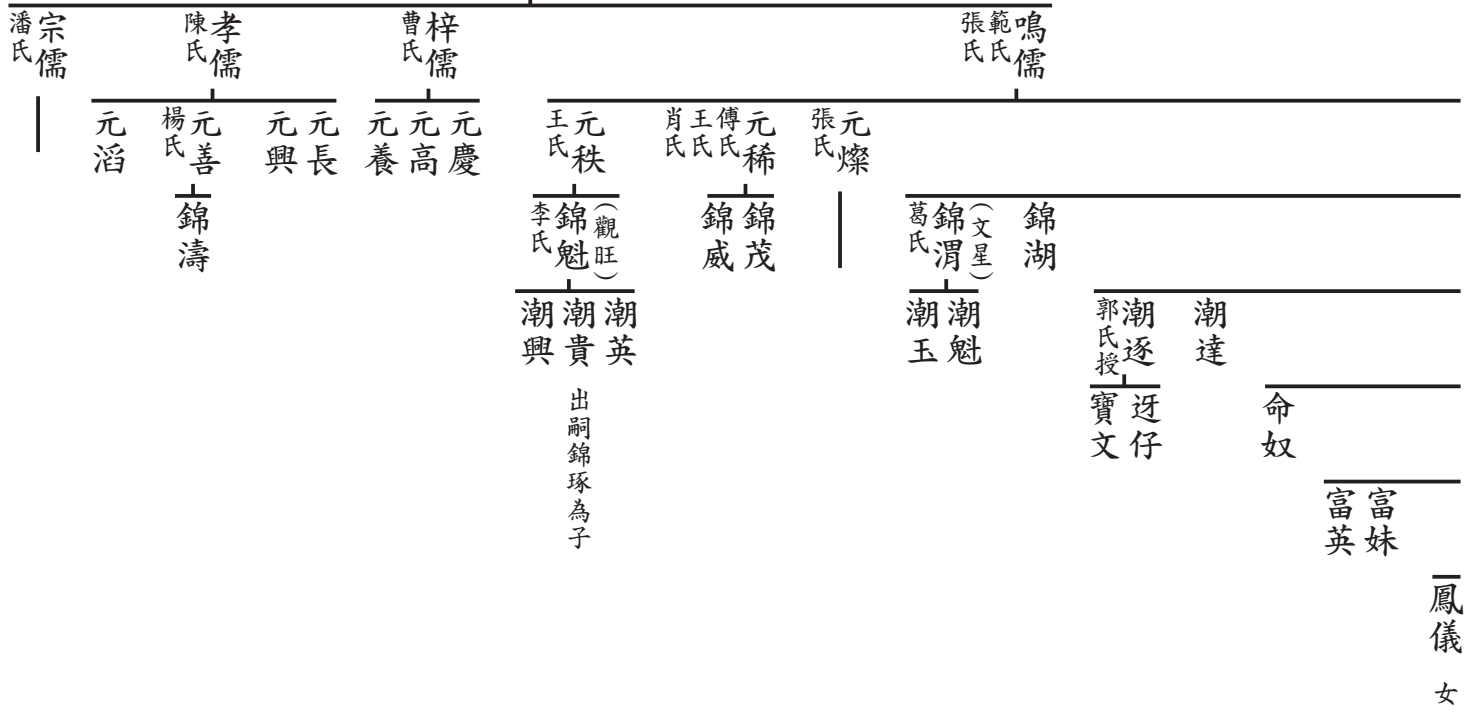 鳴儒
範氏
張氏
梓儒
曹氏
孝儒
陳氏
宗儒
潘氏
元燦
張氏
元稀
傅氏
王氏
肖氏
元秩
王氏
元慶
元高
元養
元長
元興
元善
楊氏
元滔
錦湖
(文星)
錦渭
葛氏
錦茂
錦威
(觀旺)
錦魁
李氏
錦濤
潮達
潮逐
郭氏授
潮魁
潮玉
潮英
潮貴
出嗣錦琢為子
潮興
命奴
迓仔
寶文
富妹
富英
鳳儀
女